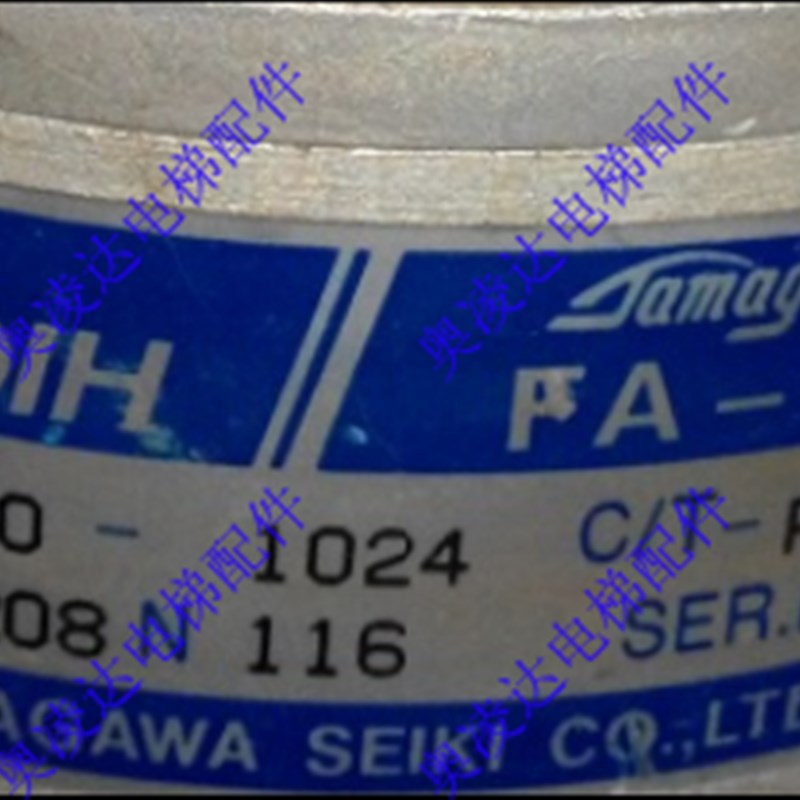 Tamag
IH FA-
0 - 1024 C/T-
08 N 116 SER.
AGAWA SEIKI CO.,LT
奥凌达电梯配件
奥凌达电梯配件
奥凌达电梯配件
奥凌达电梯配件